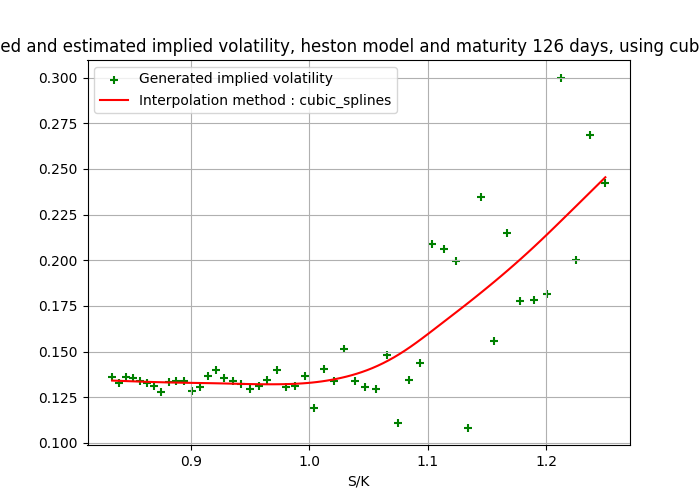 ed and estimated implied volatility, heston model and maturity 126 days, using cub
Generated implied volatility
Interpolation method : cubic_splines
0.300
0.275
0.250
0.225
0.200
0.175
0.150
0.125
0.100
0.9 1.0 1.1 1.2
S/K